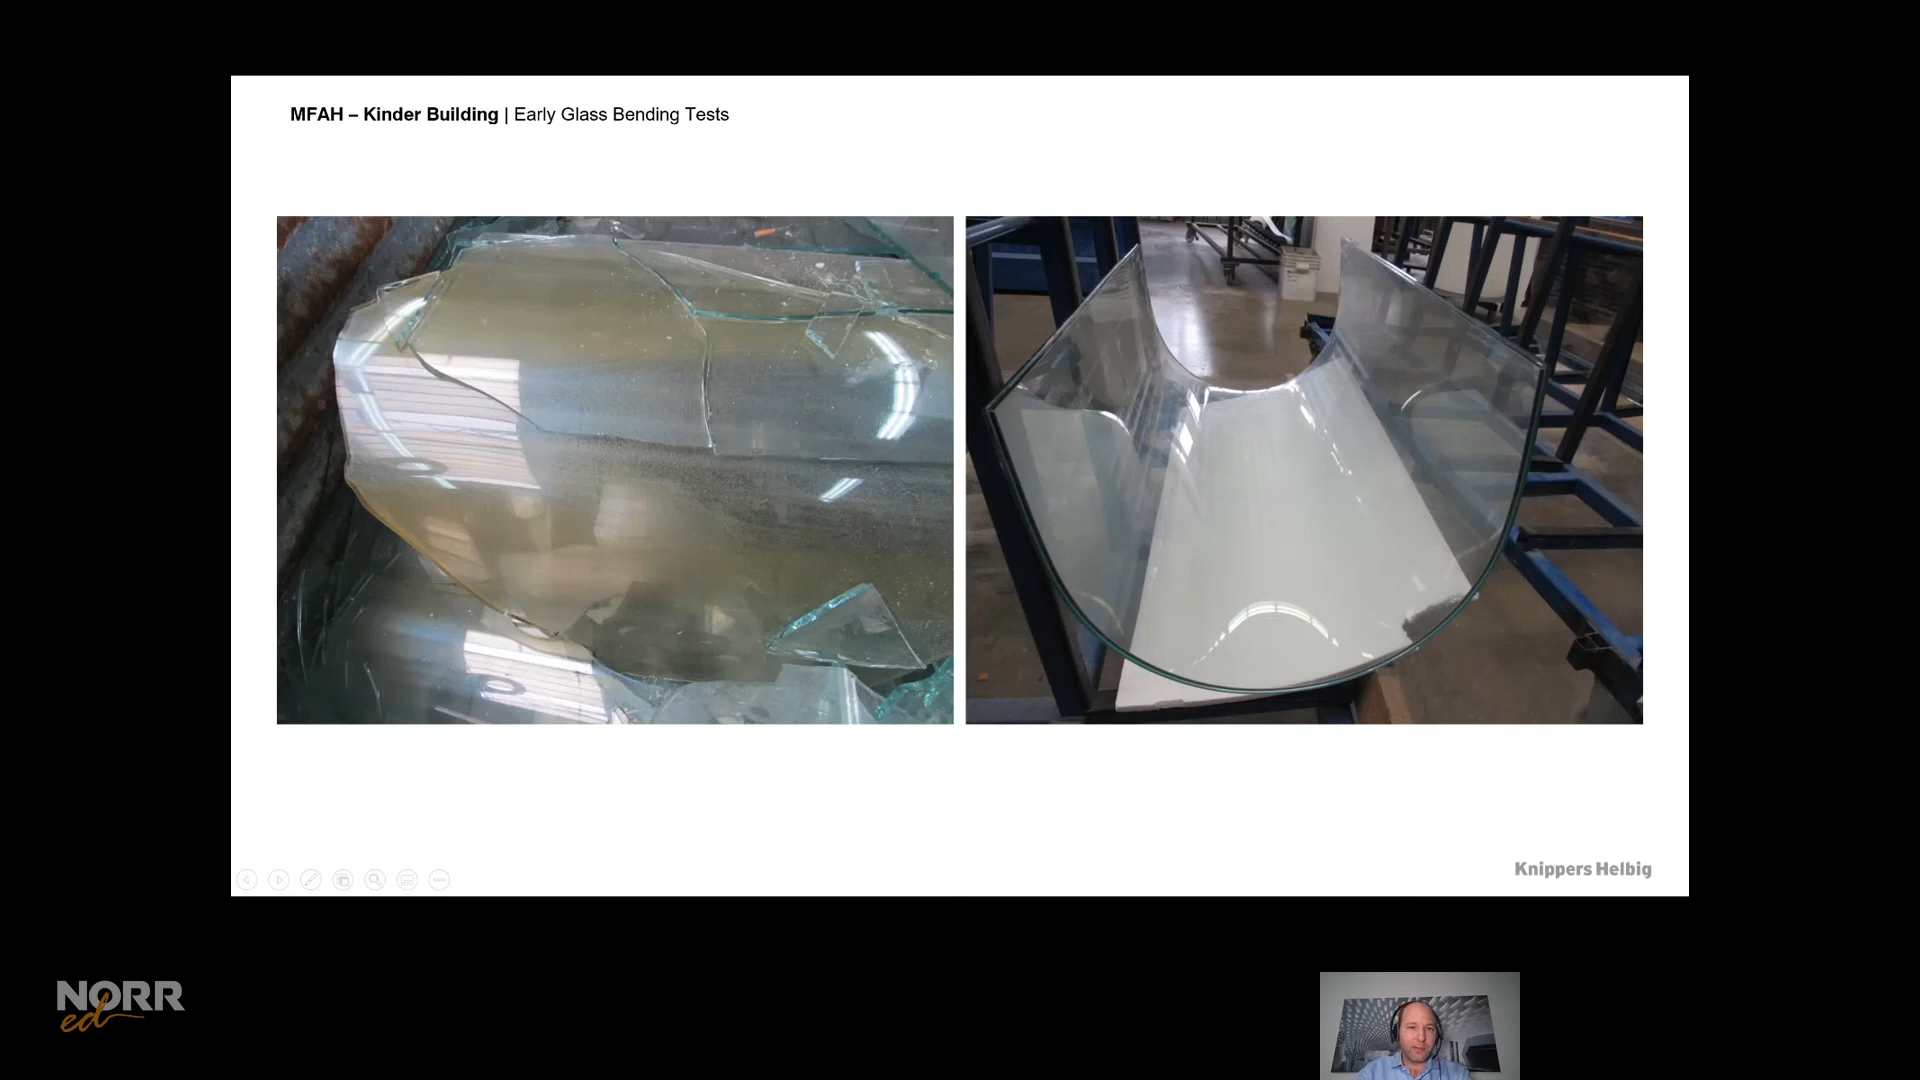 MFAH – Kinder Building | Early Glass Bending Tests
Knippers Helbig
NORR
ed